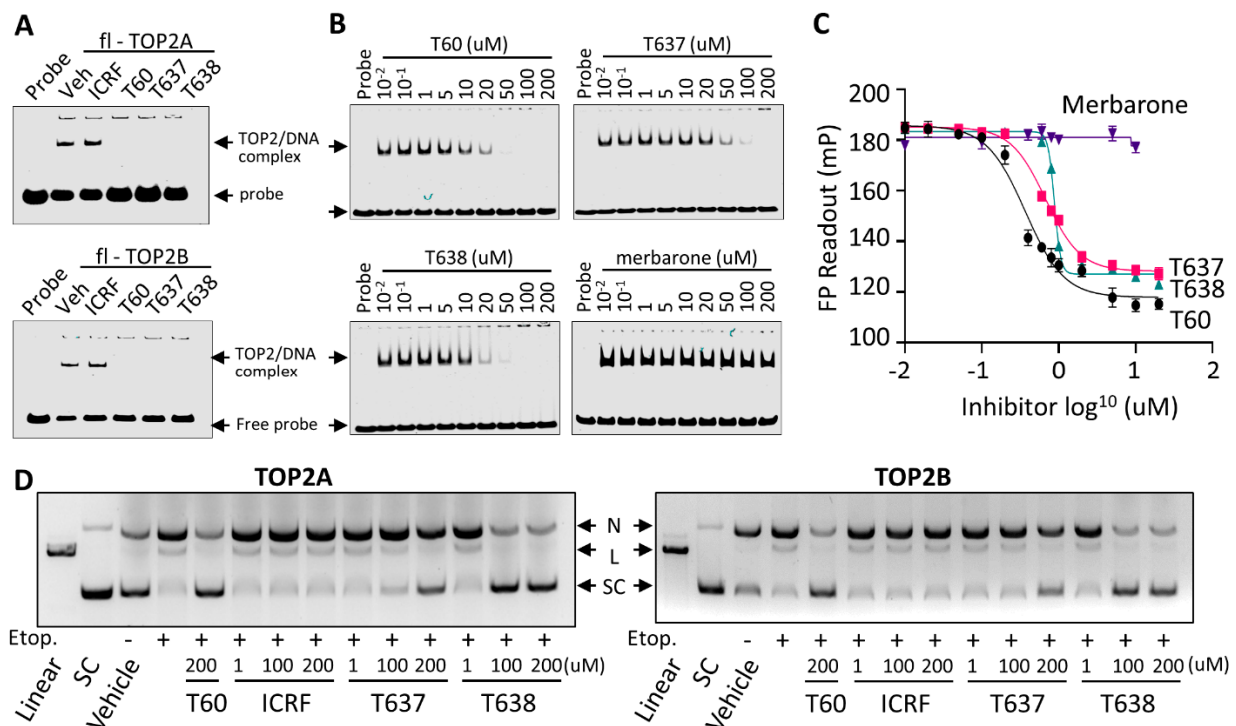 A
fl - TOP2A
Probe
Veh
ICRF
T60
T637
T638
TOP2/DNA
complex
probe
fl - TOP2B
Probe
Veh
ICRF
T60
T637
T638
TOP2/DNA
complex
Free probe
B
T60 (uM)
Probe 10⁻² 10⁻¹ 1 5 10 20 50 100 200
T637 (uM)
Probe 10⁻² 10⁻¹ 1 5 10 20 50 100 200
T638 (uM)
Probe 10⁻² 10⁻¹ 1 5 10 20 50 100 200
merbarone (uM)
Probe 10⁻² 10⁻¹ 1 5 10 20 50 100 200
C
FP Readout (mP)
200
180
160
140
120
100
Merbarone
T637
T638
T60
-2 -1 0 1 2
Inhibitor log¹⁰ (uM)
D
TOP2A
TOP2B
N
L
SC
Etop. - + + + + + + + + + + +
200 1 100 200 1 100 200 1 100 200 (uM)
Linear
SC
Vehicle
T60 ICRF T637 T638
Etop. - + + + + + + + + + + +
200 1 100 200 1 100 200 1 100 200 (uM)
Linear
SC
Vehicle
T60 ICRF T637 T638